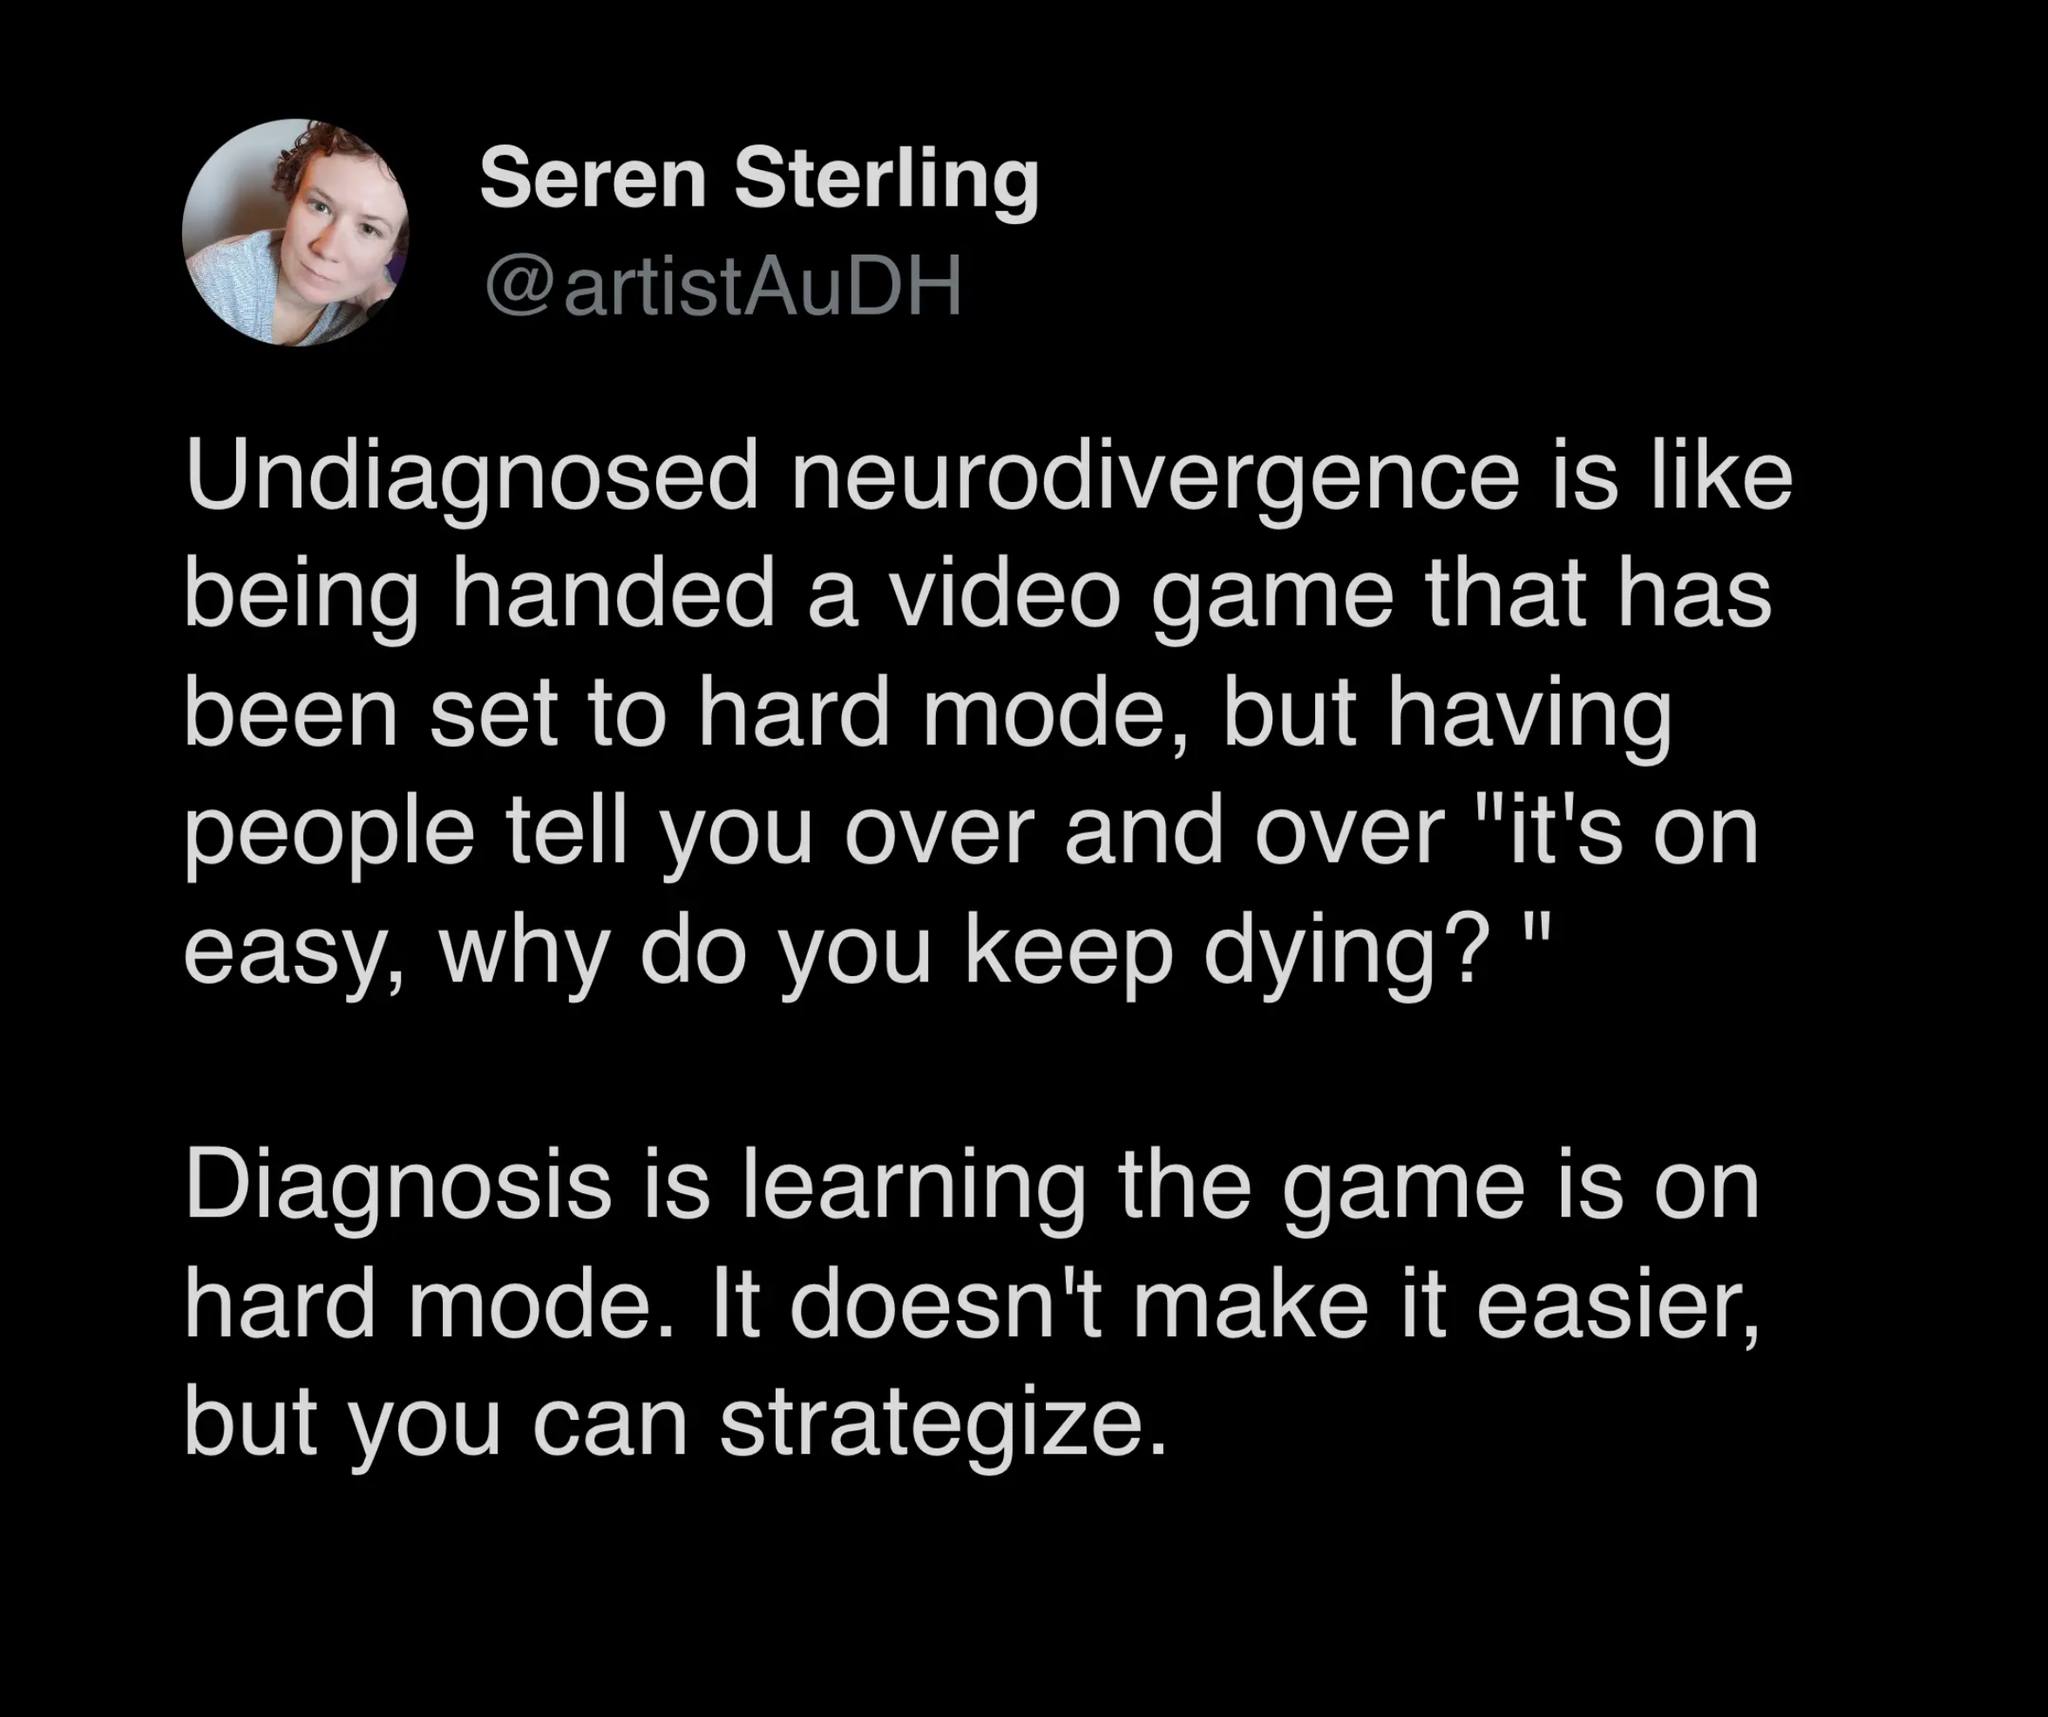 Seren Sterling
@artistAuDH
Undiagnosed neurodivergence is like
being handed a video game that has
been set to hard mode, but having
people tell you over and over "it's on
easy, why do you keep dying? "
Diagnosis is learning the game is on
hard mode. It doesn't make it easier,
but you can strategize.